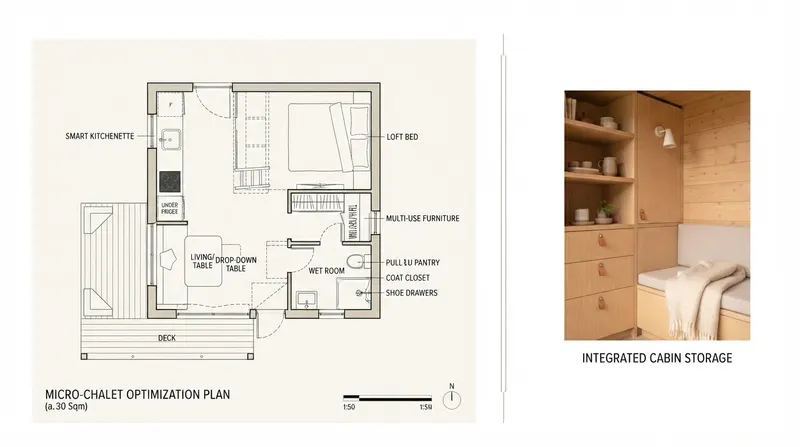 F
SMART KITCHENETTE
LOFT BED
UNDER
FRIGEE
MULTI-USE FURNITURE
LIVING/
TABLE
DROP-DOWN
TABLE
WET ROOM
COAT CLOSET
SHOE DRAWERS
DECK
MICRO-CHALET OPTIMIZATION PLAN
(a. 30 Sqm)
1:50
N
INTEGRATED CABIN STORAGE